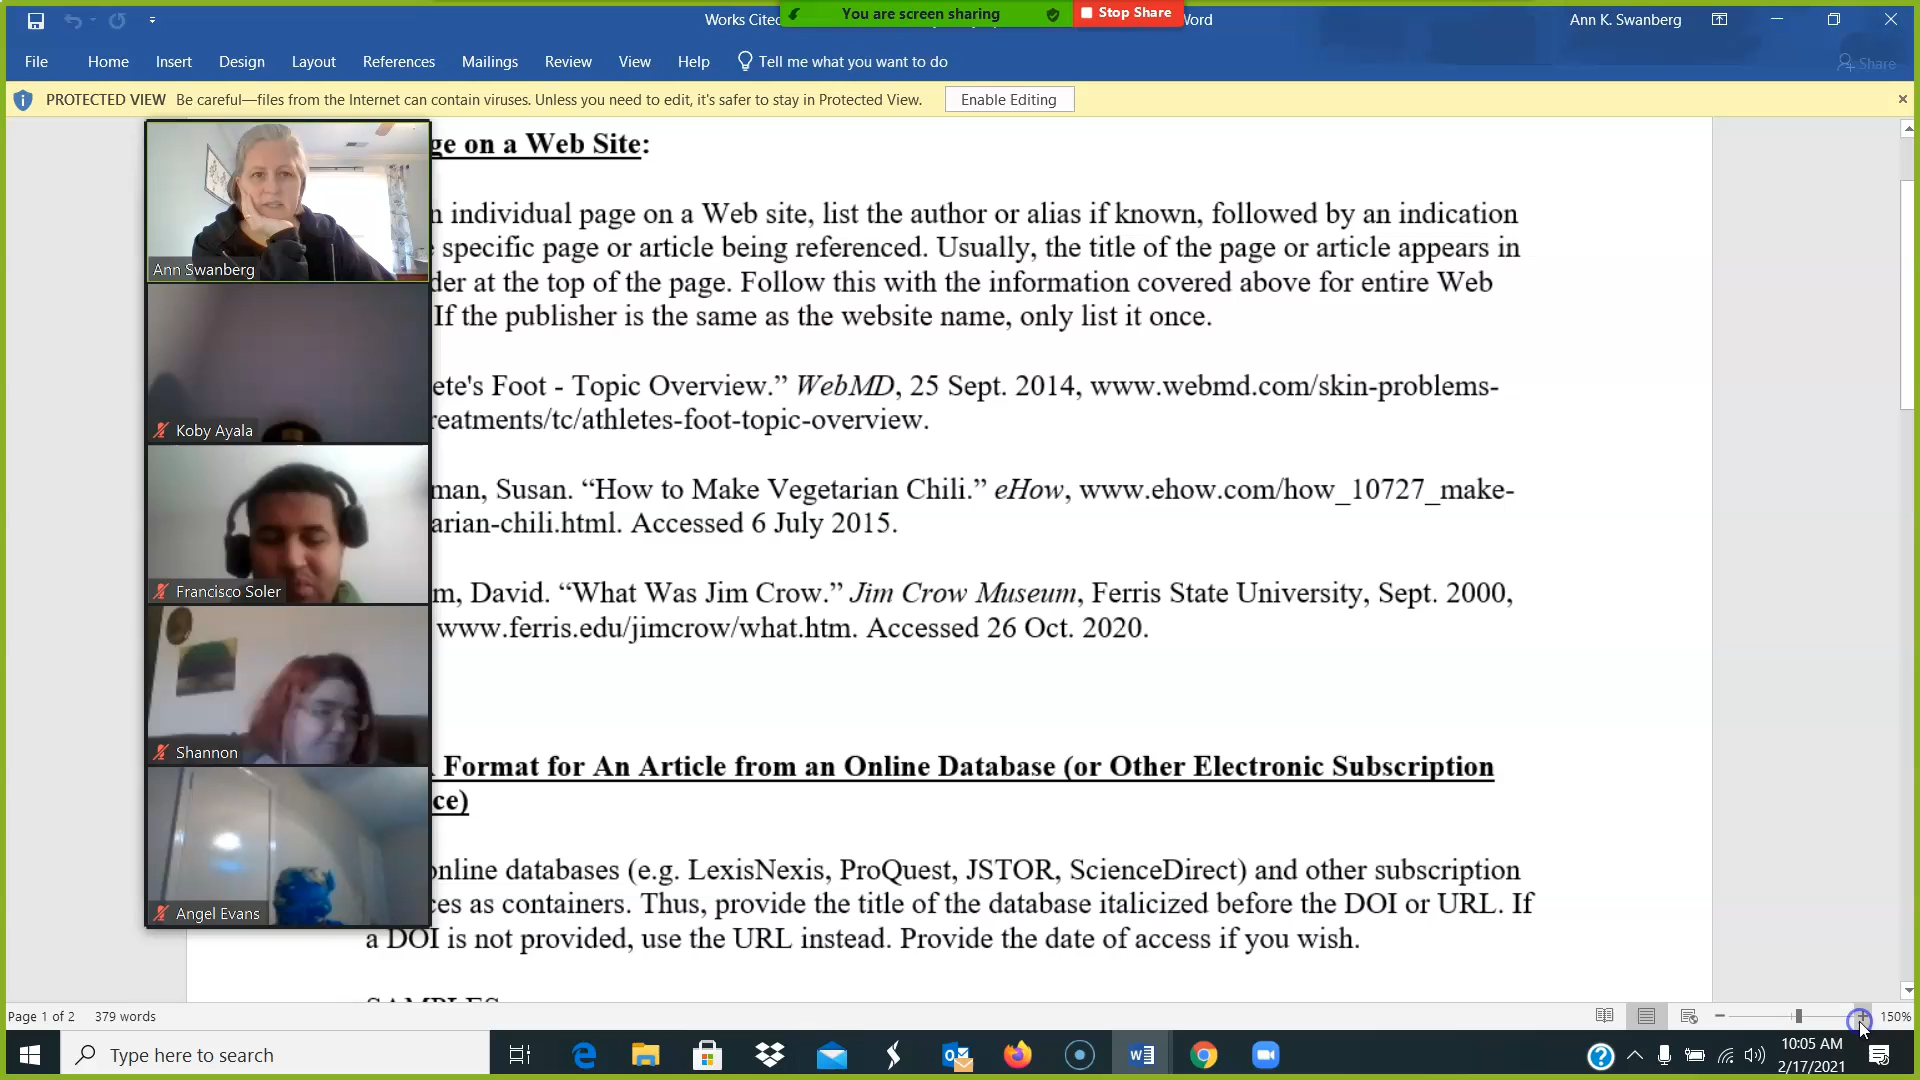 Works Cited
You are screen sharing
Stop Share
Word
Ann K. Swanberg
File Home Insert Design Layout References Mailings Review View Help Tell me what you want to do
Share
PROTECTED VIEW Be careful—files from the Internet can contain viruses. Unless you need to edit, it's safer to stay in Protected View. Enable Editing
ge on a Web Site:
n individual page on a Web site, list the author or alias if known, followed by an indication
specific page or article being referenced. Usually, the title of the page or article appears in
der at the top of the page. Follow this with the information covered above for entire Web
If the publisher is the same as the website name, only list it once.
ete's Foot - Topic Overview.” WebMD, 25 Sept. 2014, www.webmd.com/skin-problems-
reatments/tc/athletes-foot-topic-overview.
man, Susan. “How to Make Vegetarian Chili.” eHow, www.ehow.com/how_10727_make-
arian-chili.html. Accessed 6 July 2015.
m, David. “What Was Jim Crow.” Jim Crow Museum, Ferris State University, Sept. 2000,
www.ferris.edu/jimcrow/what.htm. Accessed 26 Oct. 2020.
Format for An Article from an Online Database (or Other Electronic Subscription
ce)
nline databases (e.g. LexisNexis, ProQuest, JSTOR, ScienceDirect) and other subscription
ces as containers. Thus, provide the title of the database italicized before the DOI or URL. If
a DOI is not provided, use the URL instead. Provide the date of access if you wish.
SAMPLES
Ann Swanberg
Koby Ayala
Francisco Soler
Shannon
Angel Evans
Page 1 of 2 379 words
150%
Type here to search
10:05 AM
2/17/2021